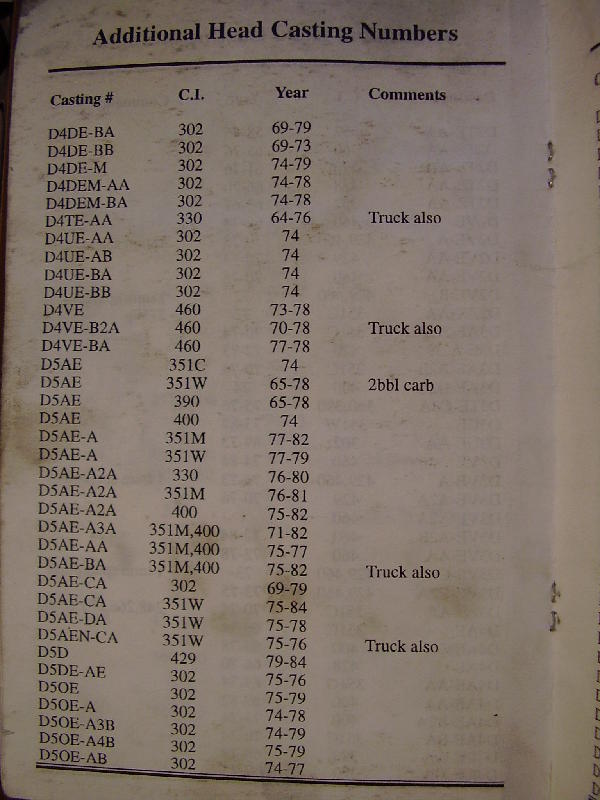 Additional Head Casting Numbers
Casting # C.I. Year Comments
D4DE-BA 302 69-79
D4DE-BB 302 69-73
D4DE-M 302 74-79
D4DEM-AA 302 74-78
D4DEM-BA 302 74-78
D4TE-AA 330 64-76 Truck also
D4UE-AA 302 74
D4UE-AB 302 74
D4UE-BA 302 74
D4UE-BB 302 74
D4VE 460 73-78
D4VE-B2A 460 70-78 Truck also
D4VE-BA 460 77-78
D5AE 351C 74
D5AE 351W 65-78 2bbl carb
D5AE 390 65-78
D5AE 400 74
D5AE-A 351M 77-82
D5AE-A 351W 77-79
D5AE-A2A 330 76-80
D5AE-A2A 351M 76-81
D5AE-A2A 400 75-82
D5AE-A3A 351M,400 71-82
D5AE-AA 351M,400 75-77
D5AE-BA 351M,400 75-82 Truck also
D5AE-CA 302 69-79
D5AE-CA 351W 75-84
D5AE-DA 351W 75-78
D5AEN-CA 351W 75-76 Truck also
D5D 429 79-84
D5DE-AE 302 75-76
D5OE 302 75-79
D5OE-A 302 74-78
D5OE-A3B 302 74-79
D5OE-A4B 302 75-79
D5OE-AB 302 74-77